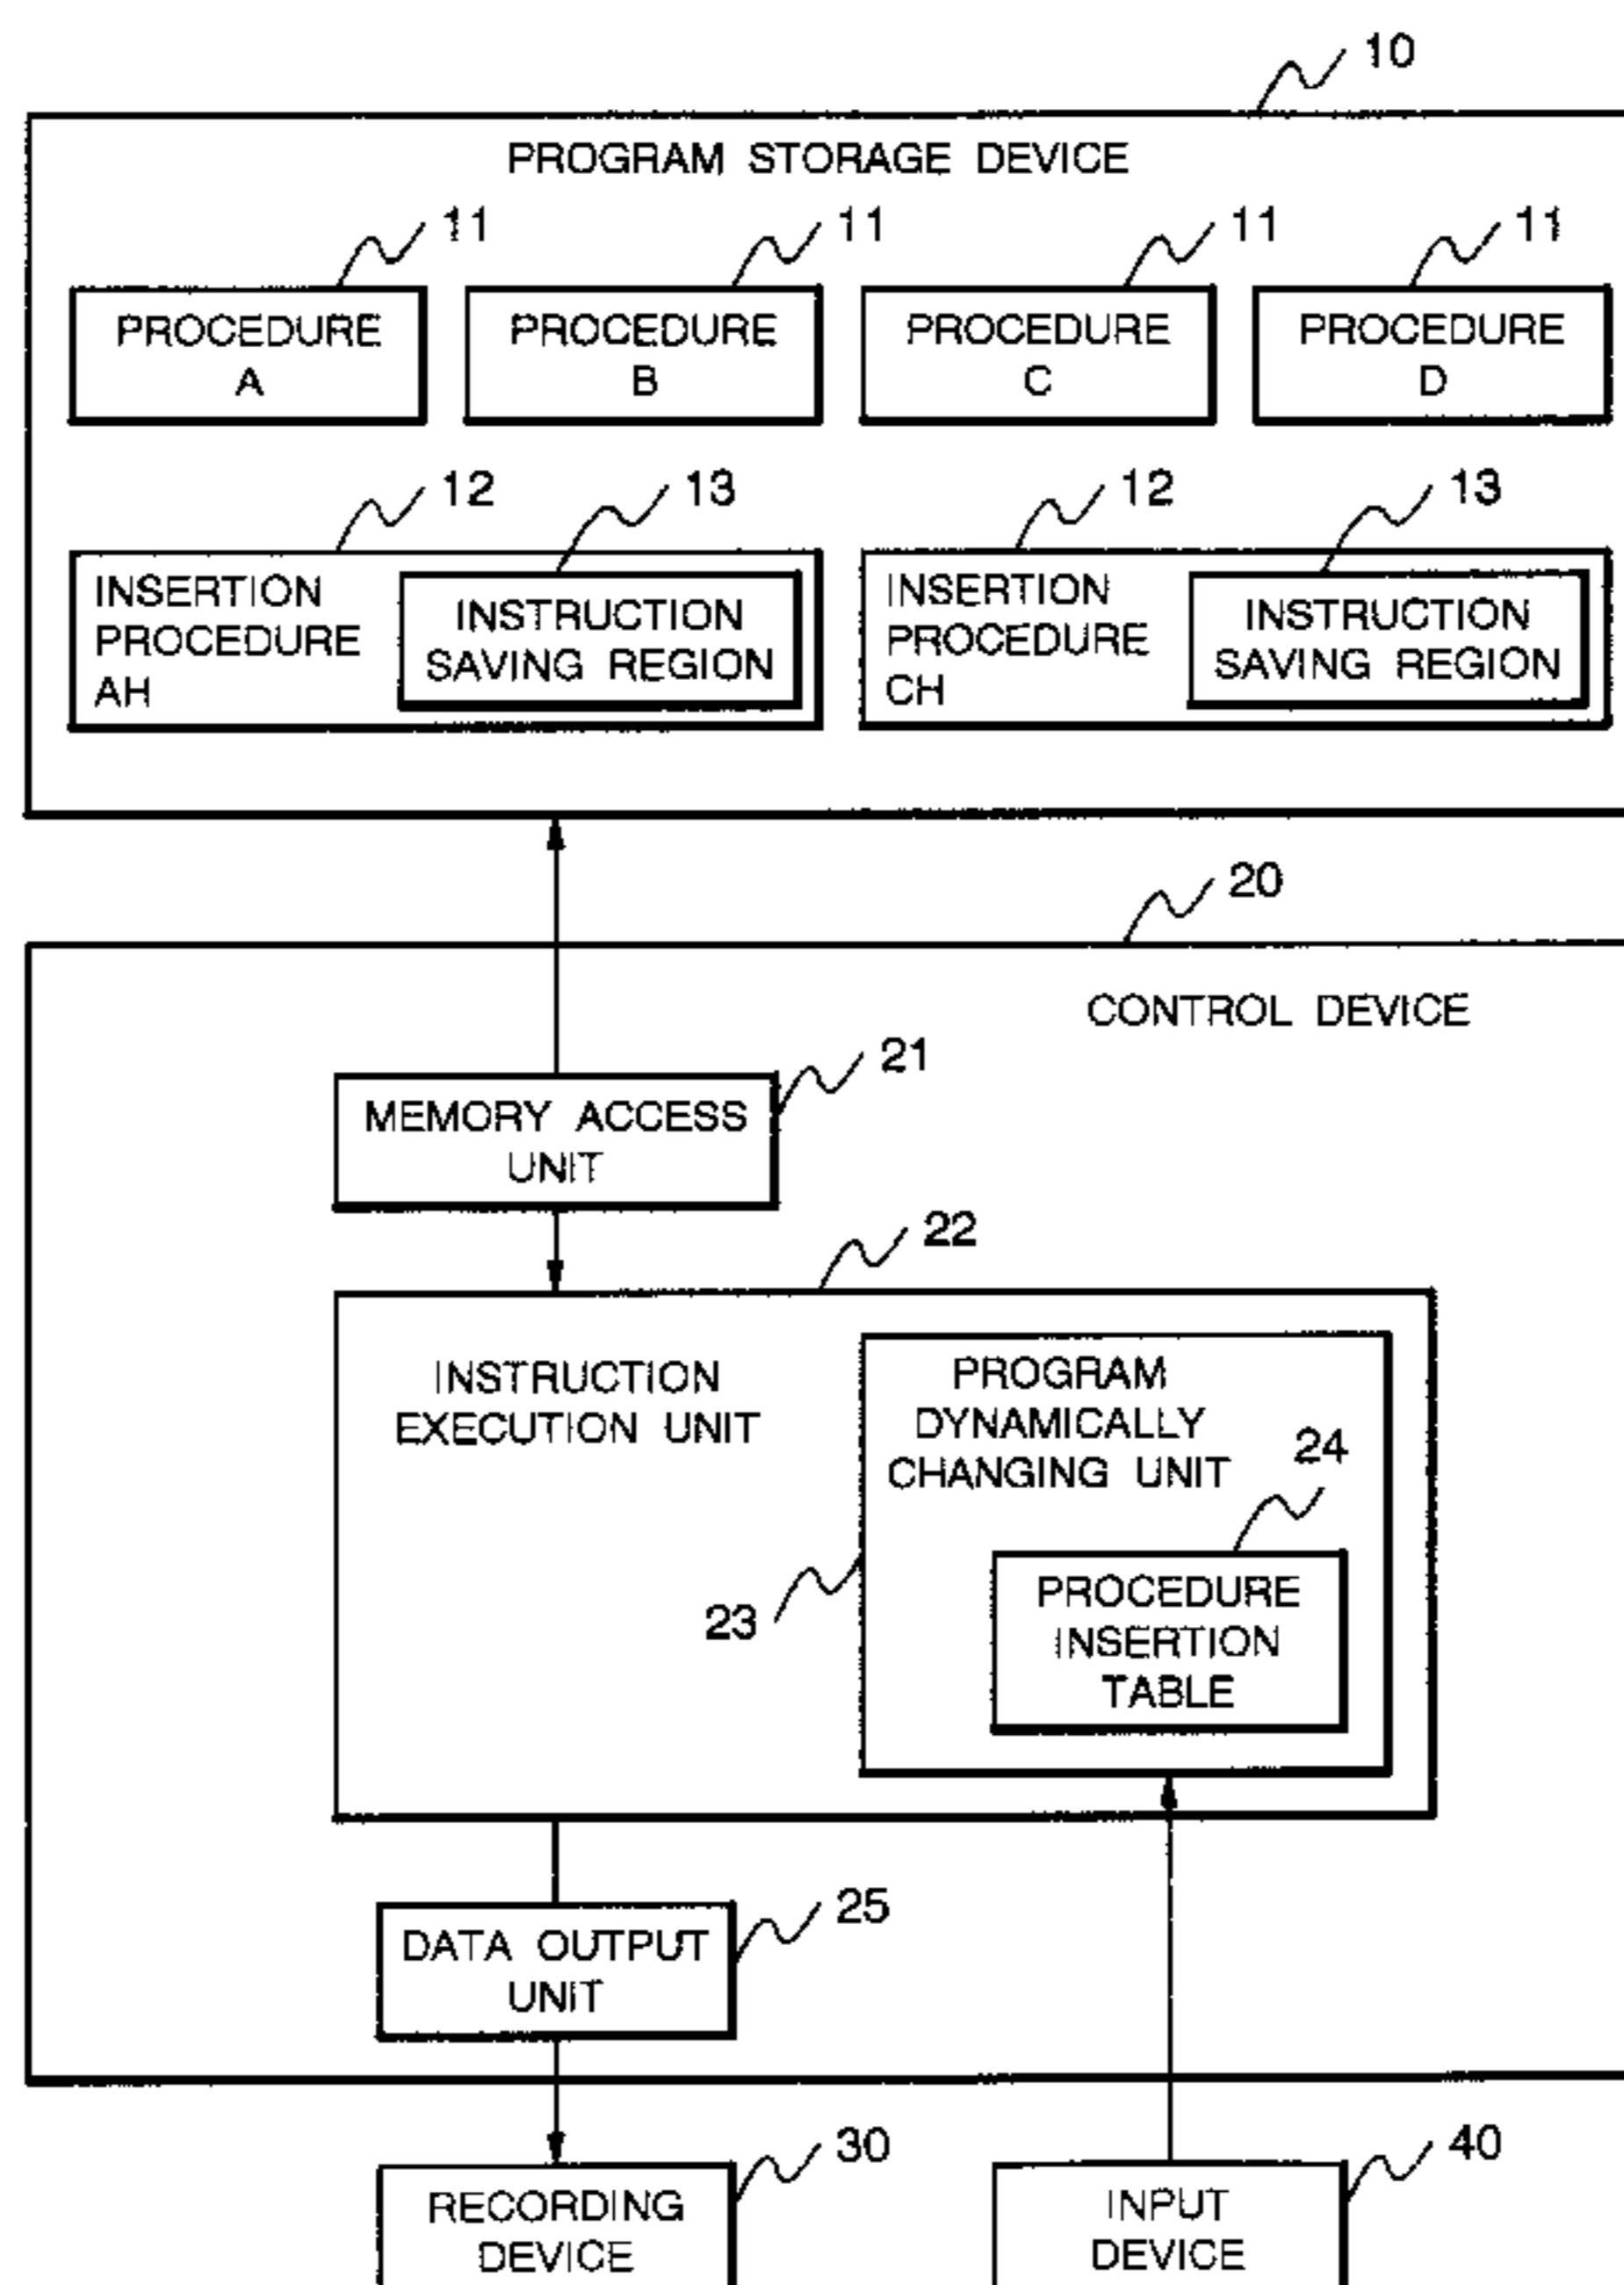 10
PROGRAM STORAGE DEVICE
11
11
11
11
PROCEDURE
A
PROCEDURE
B
PROCEDURE
C
PROCEDURE
D
12
13
12
13
INSERTION
PROCEDURE
AH
INSTRUCTION
SAVING REGION
INSERTION
PROCEDURE
CH
INSTRUCTION
SAVING REGION
20
CONTROL DEVICE
21
MEMORY ACCESS
UNIT
22
INSTRUCTION
EXECUTION UNIT
PROGRAM
DYNAMICALLY
CHANGING UNIT
24
23
PROCEDURE
INSERTION
TABLE
25
DATA OUTPUT
UNIT
30
40
RECORDING
DEVICE
INPUT
DEVICE